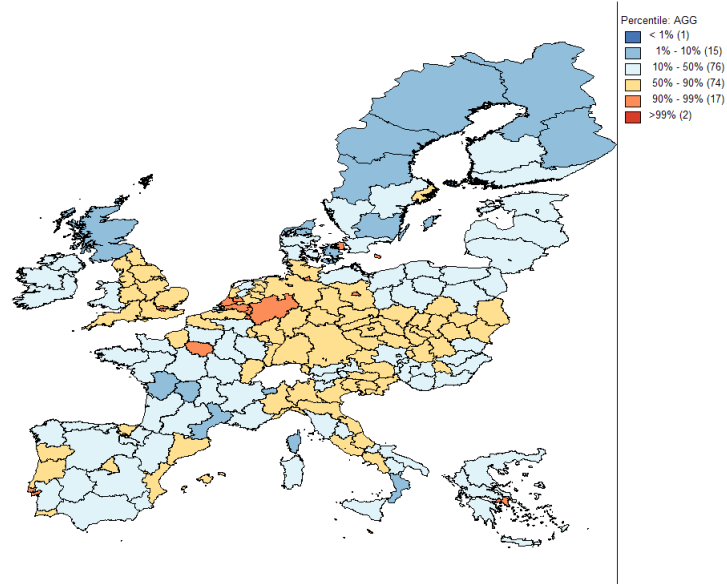 Percentile: AGG
< 1% (1)
1% - 10% (15)
10% - 50% (76)
50% - 90% (74)
90% - 99% (17)
>99% (2)